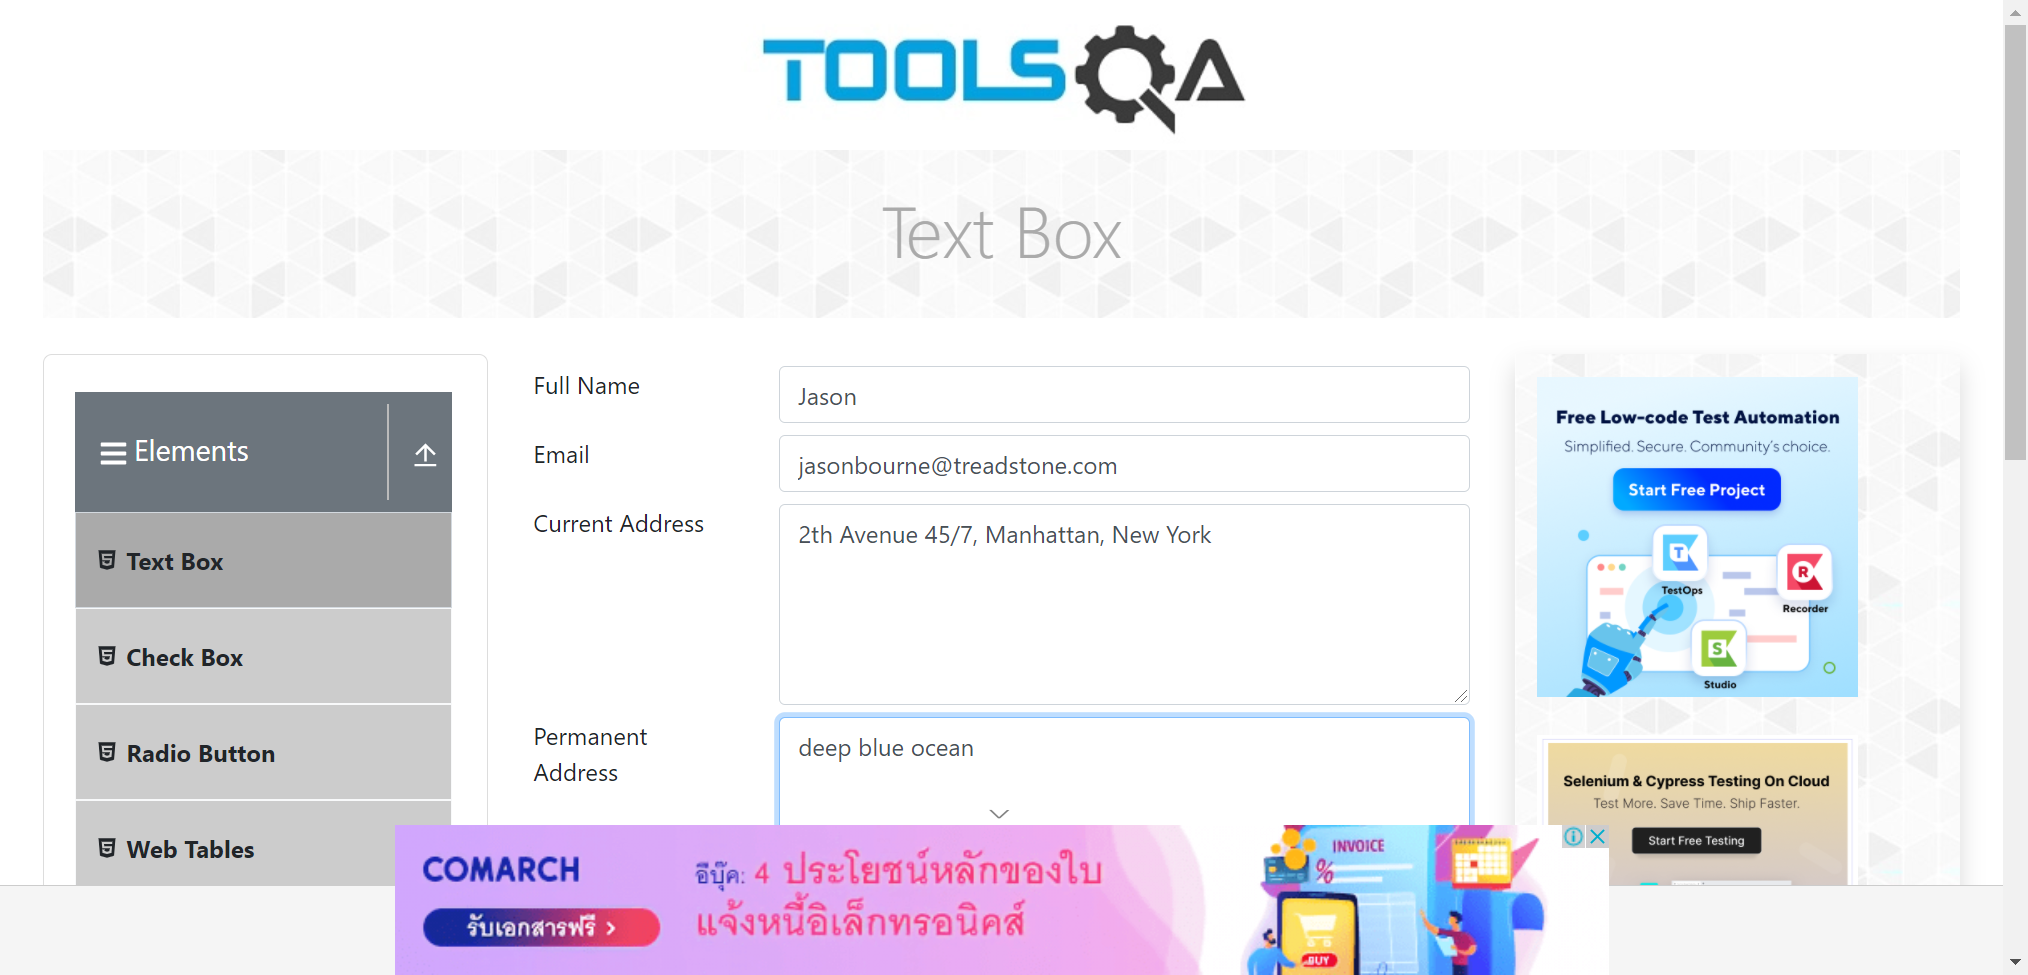 TOOLSQA
Text Box
Elements
Text Box
Check Box
Radio Button
Web Tables
Full Name
Jason
Email
jasonbourne@treadstone.com
Current Address
2th Avenue 45/7, Manhattan, New York
Permanent
Address
deep blue ocean
Free Low-code Test Automation
Simplified. Secure. Community's choice.
Start Free Project
T
TestOps
R
Recorder
S
Studio
Selenium & Cypress Testing On Cloud
Test More. Save Time. Ship Faster.
Start Free Testing
COMARCH
รับเอกสารฟรี >
อีบุ๊ค: 4 ประโยชน์หลักของใบ
แจ้งหนี้อิเล็กทรอนิคส์
INVOICE
%
BUY